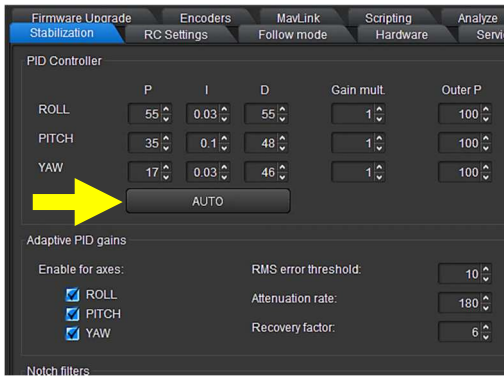 Firmware Upgrade Encoders MavLink Scripting Analyze
Stabilization RC Settings Follow mode Hardware
PID Controller
P I D Gain mult. Outer P
ROLL 55 0.03 55 1 100
PITCH 35 0.1 48 1 100
YAW 17 0.03 46 1 100
AUTO
Adaptive PID gains
Enable for axes: RMS error threshold: 10
ROLL
Attenuation rate: 180
PITCH
Recovery factor: 6
YAW
Notch filters